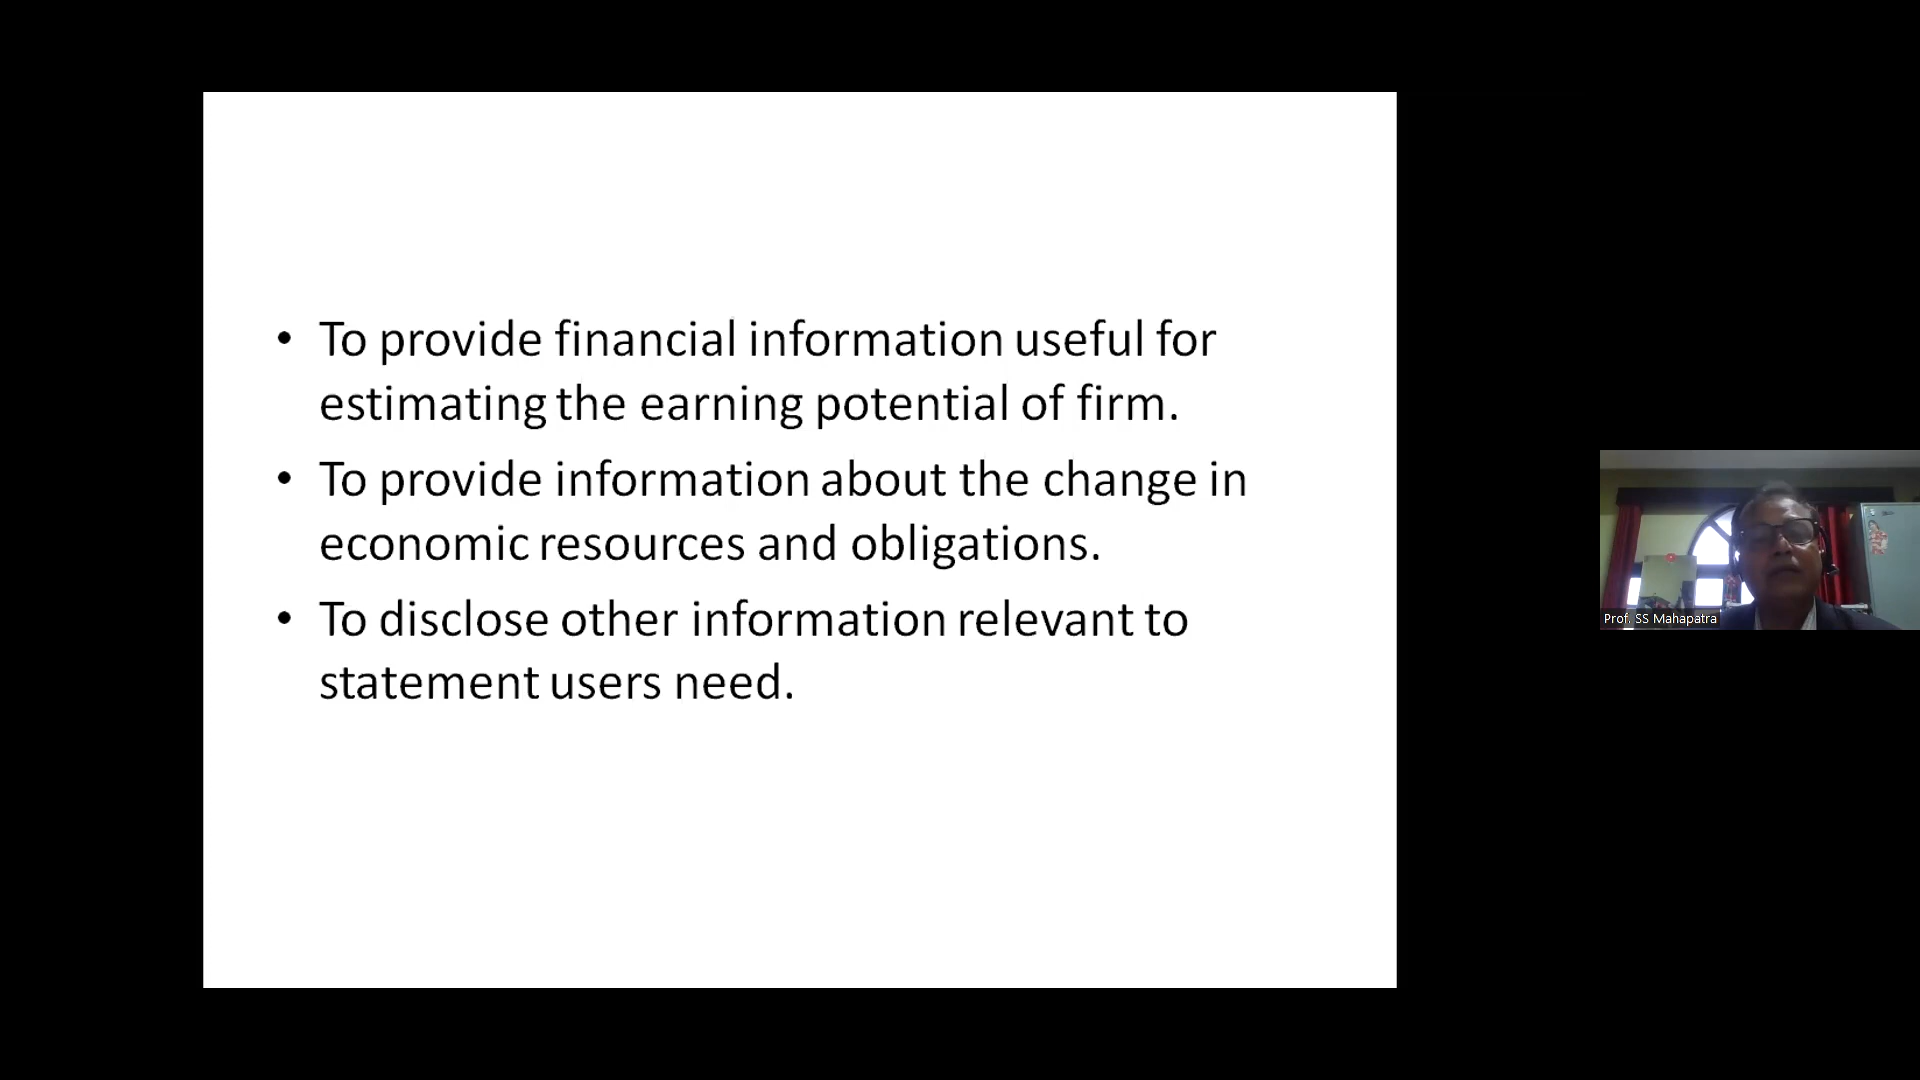 • To provide financial information useful for
estimating the earning potential of firm.
• To provide information about the change in
economic resources and obligations.
• To disclose other information relevant to
statement users need.
Prof. SS Mahapatra